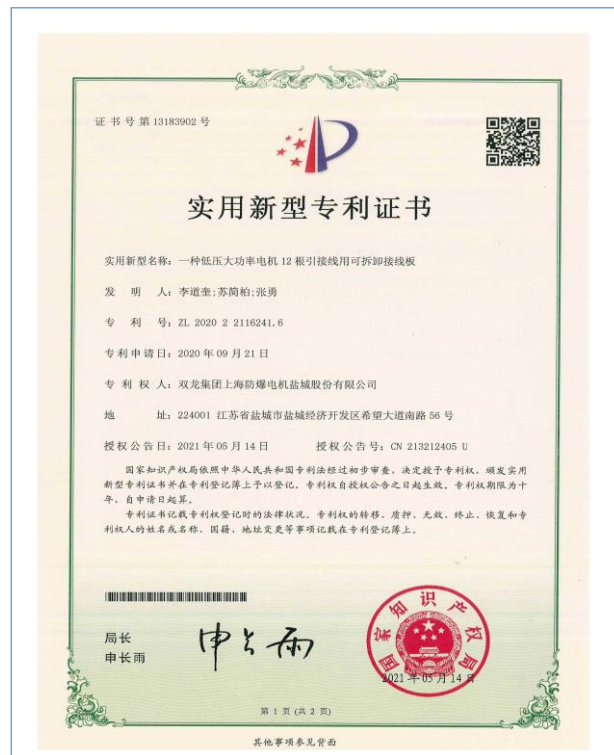 证书号第13183902号
实用新型专利证书
实用新型名称：一种低压大功率电机12根引接线用可拆卸接线板
发明人：李道奎;苏简柏;张勇
专利号：ZL 2020 2 2116241.6
专利申请日：2020年09月21日
专利权人：双龙集团上海防爆电机盐城股份有限公司
地址：224001 江苏省盐城市盐城经济开发区希望大道南路56号
授权公告日：2021年05月14日 授权公告号：CN 213212405 U
国家知识产权局依照中华人民共和国专利法经过初步审查，决定授予专利权，颁发实用
新型专利证书并在专利登记簿上予以登记。专利权自授权公告之日起生效。专利权期限为十
年，自申请日起算。
专利证书记载专利权登记时的法律状况。专利权的转移、质押、无效、终止、恢复和专
利权人的姓名或名称、国籍、地址变更等事项记载在专利登记簿上。
局长
申长雨
申长雨
国家知识产权局
2021年05月14日
第 1 页 (共 2 页)
其他事项参见背面